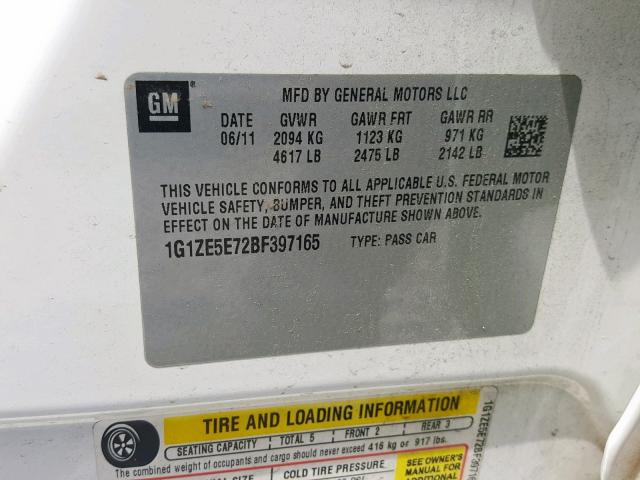 GM
MFD BY GENERAL MOTORS LLC
DATE GVWR GAWR FRT GAWR RR
06/11 2094 KG 1123 KG 971 KG
4617 LB 2475 LB 2142 LB
THIS VEHICLE CONFORMS TO ALL APPLICABLE U.S. FEDERAL MOTOR
VEHICLE SAFETY, BUMPER, AND THEFT PREVENTION STANDARDS IN
EFFECT ON THE DATE OF MANUFACTURE SHOWN ABOVE.
1G1ZE5E72BF397165 TYPE: PASS CAR
TIRE AND LOADING INFORMATION
SEATING CAPACITY TOTAL 5 FRONT 2 REAR 3
The combined weight of occupants and cargo should never exceed 416 kg or 917 lbs.
COLD TIRE PRESSURE
SEE OWNER'S
MANUAL FOR
ADDITIONAL